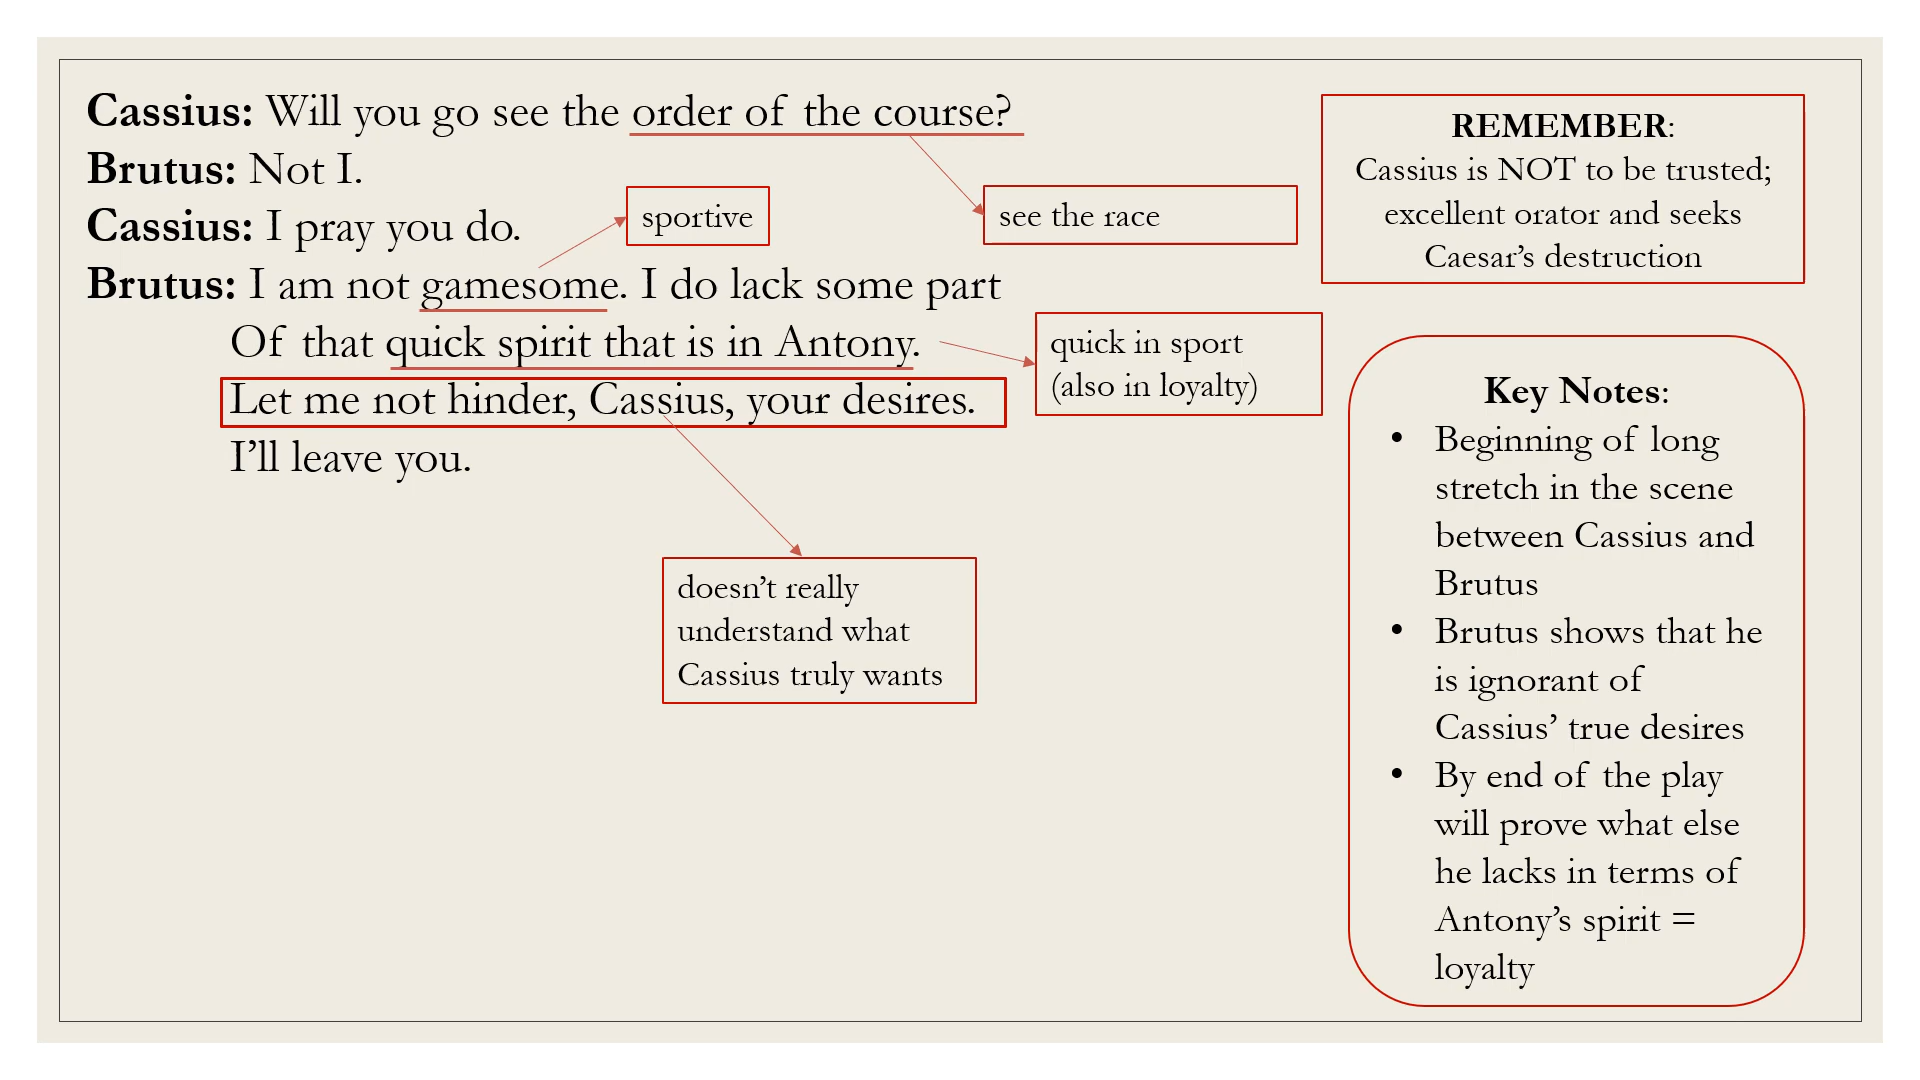 Cassius: Will you go see the order of the course?
Brutus: Not I.
Cassius: I pray you do.
Brutus: I am not gamesome. I do lack some part
Of that quick spirit that is in Antony.
Let me not hinder, Cassius, your desires.
I’ll leave you.
sportive
see the race
quick in sport
(also in loyalty)
doesn’t really
understand what
Cassius truly wants
REMEMBER:
Cassius is NOT to be trusted;
excellent orator and seeks
Caesar’s destruction
Key Notes:
• Beginning of long
stretch in the scene
between Cassius and
Brutus
• Brutus shows that he
is ignorant of
Cassius’ true desires
• By end of the play
will prove what else
he lacks in terms of
Antony’s spirit =
loyalty